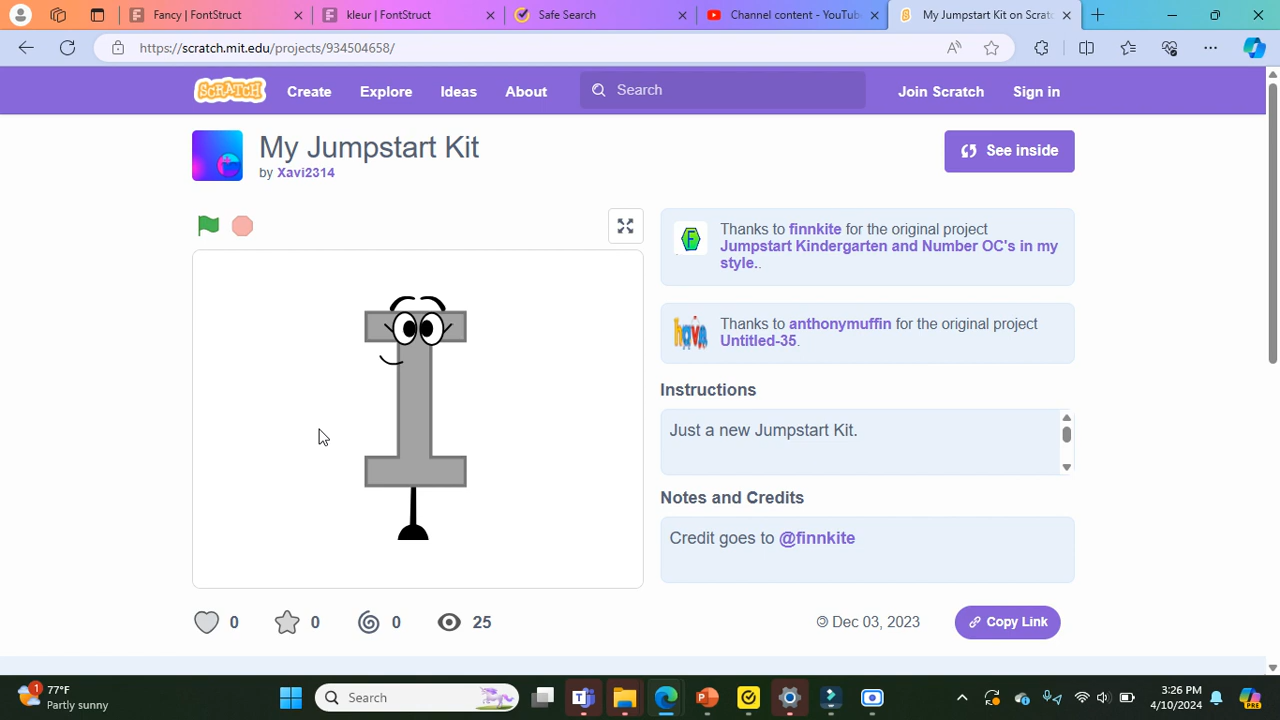 Fancy | FontStruct
kleur | FontStruct
Safe Search
Channel content - YouTub
My Jumpstart Kit on Scratc
https://scratch.mit.edu/projects/934504658/
SCRATCH
Create
Explore
Ideas
About
Search
Join Scratch
Sign in
My Jumpstart Kit
by Xavi2314
See inside
Thanks to finnkite for the original project
Jumpstart Kindergarten and Number OC's in my
style..
Thanks to anthonymuffin for the original project
Untitled-35.
Instructions
Just a new Jumpstart Kit.
Notes and Credits
Credit goes to @finnkite
0
0
0
25
Dec 03, 2023
Copy Link
1
77°F
Partly sunny
Search
3:26 PM
4/10/2024
PRE